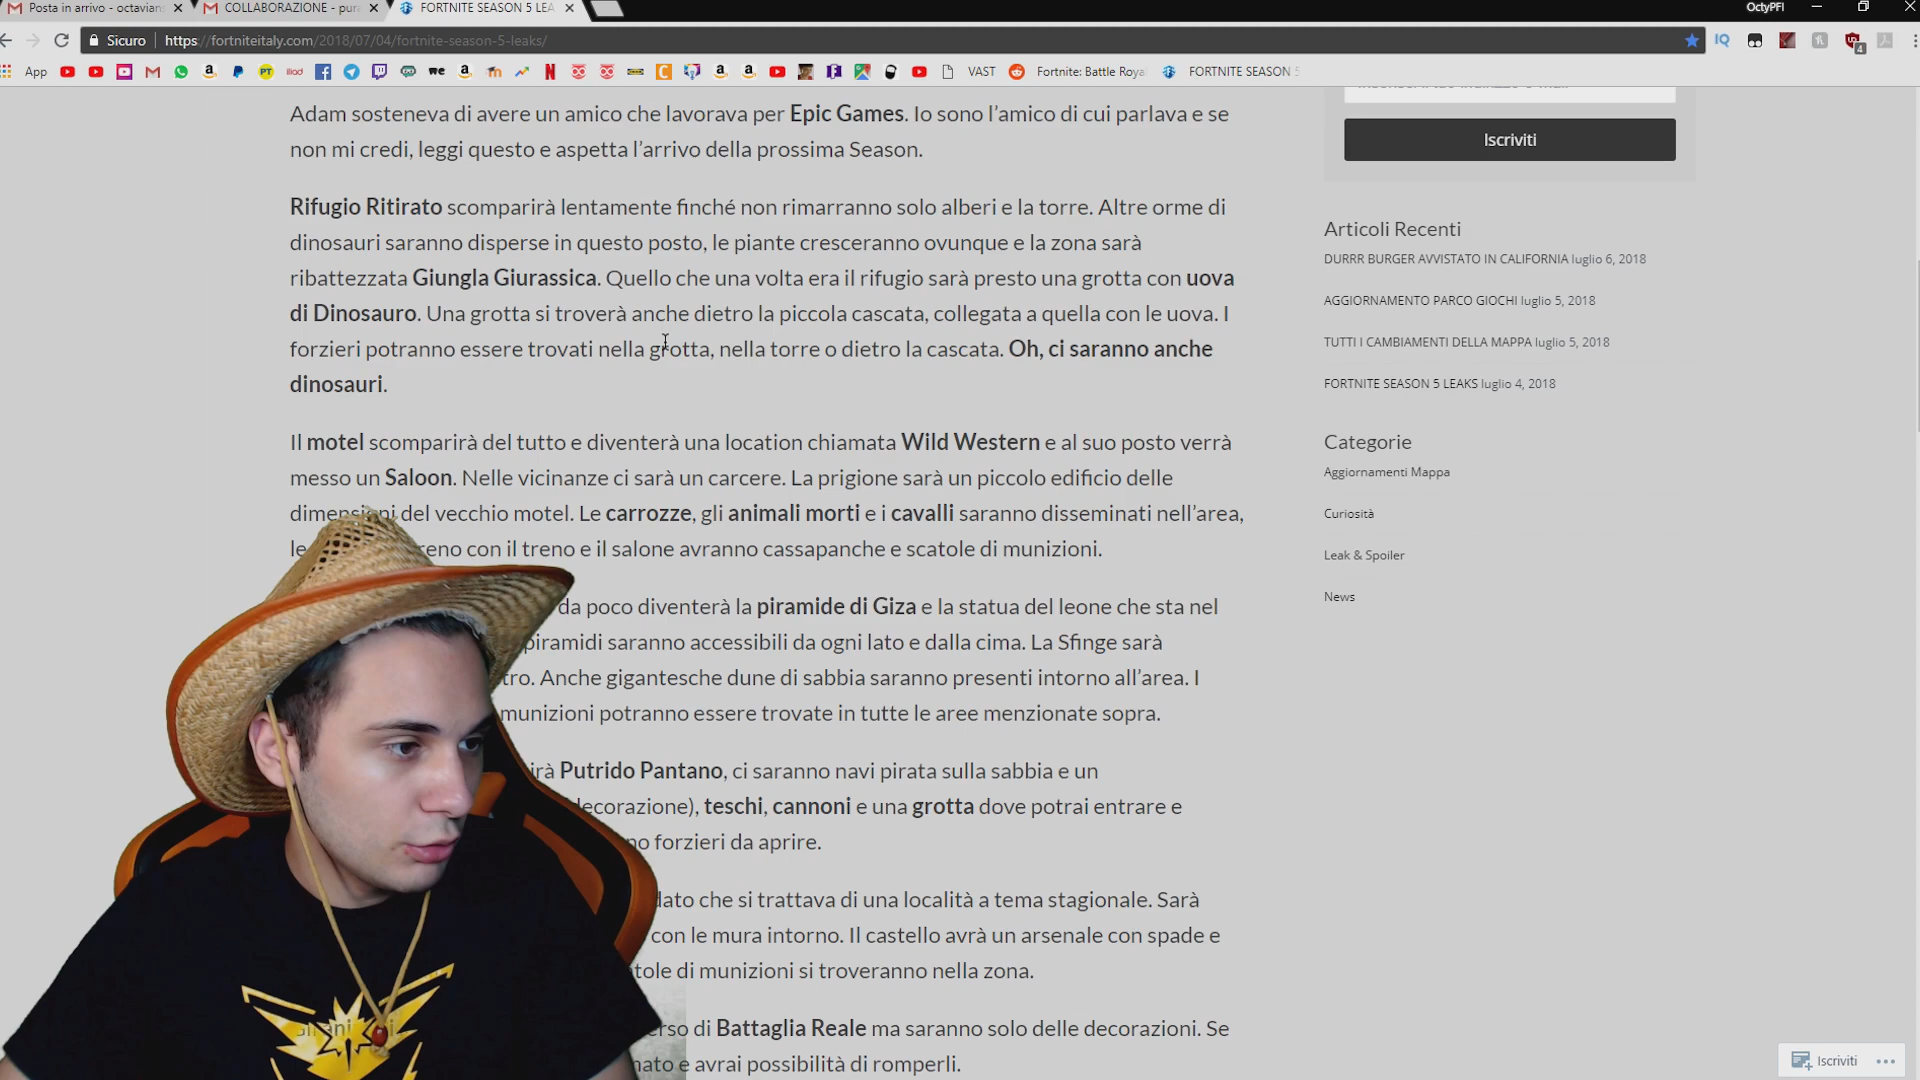 Posta in arrivo - octavian
COLLABORAZIONE - pura
FORTNITE SEASON 5 LEA
OctyPFI
Sicuro
https://fortniteitaly.com/2018/07/04/fortnite-season-5-leaks/
App
VAST
Fortnite: Battle Roya
FORTNITE SEASON 5
Adam sosteneva di avere un amico che lavorava per Epic Games. Io sono l'amico di cui parlava e se
non mi credi, leggi questo e aspetta l'arrivo della prossima Season.
Rifugio Ritirato scomparirà lentamente finché non rimarranno solo alberi e la torre. Altre orme di
dinosauri saranno disperse in questo posto, le piante cresceranno ovunque e la zona sarà
ribattezzata Giungla Giurassica. Quello che una volta era il rifugio sarà presto una grotta con uova
di Dinosauro. Una grotta si troverà anche dietro la piccola cascata, collegata a quella con le uova. I
forzieri potranno essere trovati nella grotta, nella torre o dietro la cascata. Oh, ci saranno anche
dinosauri.
Il motel scomparirà del tutto e diventerà una location chiamata Wild Western e al suo posto verrà
messo un Saloon. Nelle vicinanze ci sarà un carcere. La prigione sarà un piccolo edificio delle
dimensioni del vecchio motel. Le carrozze, gli animali morti e i cavalli saranno disseminati nell'area,
le reno con il treno e il salone avranno cassapanche e scatole di munizioni.
da poco diventerà la piramide di Giza e la statua del leone che sta nel
piramidi saranno accessibili da ogni lato e dalla cima. La Sfinge sarà
tro. Anche gigantesche dune di sabbia saranno presenti intorno all'area. I
munizioni potranno essere trovate in tutte le aree menzionate sopra.
irà Putrido Pantano, ci saranno navi pirata sulla sabbia e un
decorazione), teschi, cannoni e una grotta dove potrai entrare e
no forzieri da aprire.
dato che si trattava di una località a tema stagionale. Sarà
con le mura intorno. Il castello avrà un arsenale con spade e
tole di munizioni si troveranno nella zona.
erso di Battaglia Reale ma saranno solo delle decorazioni. Se
nato e avrai possibilità di romperli.
Iscriviti
Articoli Recenti
DURRR BURGER AVVISTATO IN CALIFORNIA luglio 6, 2018
AGGIORNAMENTO PARCO GIOCHI luglio 5, 2018
TUTTI I CAMBIAMENTI DELLA MAPPA luglio 5, 2018
FORTNITE SEASON 5 LEAKS luglio 4, 2018
Categorie
Aggiornamenti Mappa
Curiosità
Leak & Spoiler
News
Iscriviti